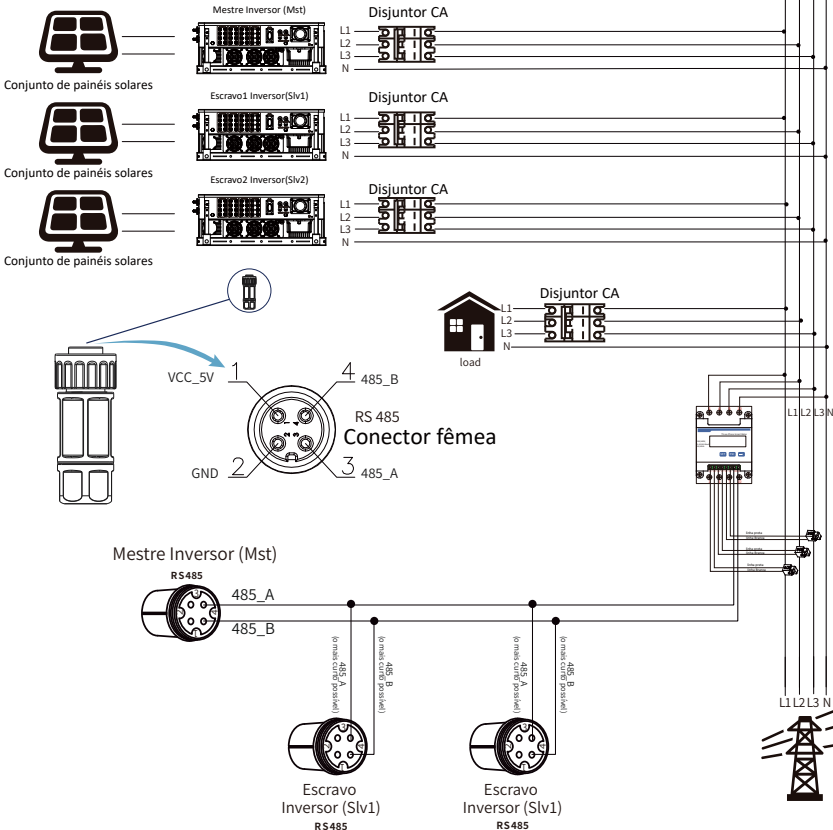 Mestre Inversor (Mst)
Disjuntor CA
L1
L2
L3
N
Conjunto de painéis solares
Escravo1 Inversor(Slv1)
Disjuntor CA
L1
L2
L3
N
Conjunto de painéis solares
Escravo2 Inversor(Slv2)
Disjuntor CA
L1
L2
L3
N
Conjunto de painéis solares
Disjuntor CA
L1
L2
L3
N
load
VCC_5V
1
4
485_B
RS 485
Conector fêmea
GND
2
3
485_A
L1 L2 L3 N
Mestre Inversor (Mst)
RS485
485_A
485_B
485_A
(o mais curto possível)
485_B
(o mais curto possível)
485_A
(o mais curto possível)
485_B
(o mais curto possível)
L1 L2 L3 N
Escravo
Inversor (Slv1)
RS485
Escravo
Inversor (Slv1)
RS485